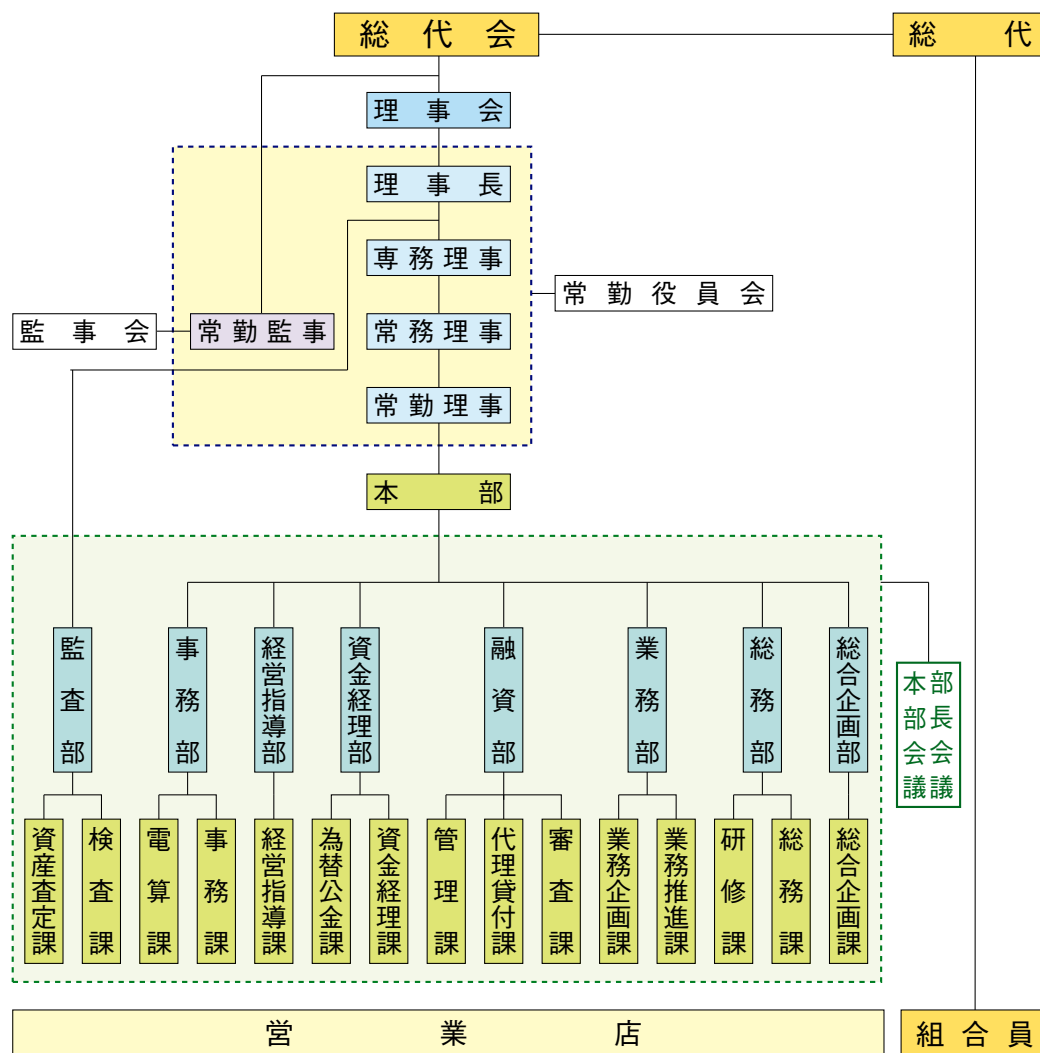 総代会
総代
理事会
理事長
専務理事
常勤役員会
監事会
常勤監事
常務理事
常勤理事
本部
監査部
事務部
経営指導部
資金経理部
融資部
業務部
総務部
総合企画部
部長会議
本部会議
資産査定課
検査課
電算課
事務課
経営指導課
為替公金課
資金経理課
管理課
代理貸付課
審査課
業務企画課
業務推進課
研修課
総務課
総合企画課
営業店
組合員